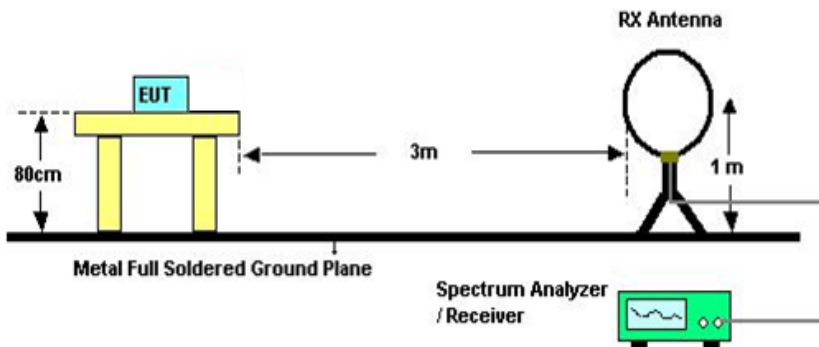 RX Antenna
EUT
3m
80cm
1 m
Metal Full Soldered Ground Plane
Spectrum Analyzer
/ Receiver